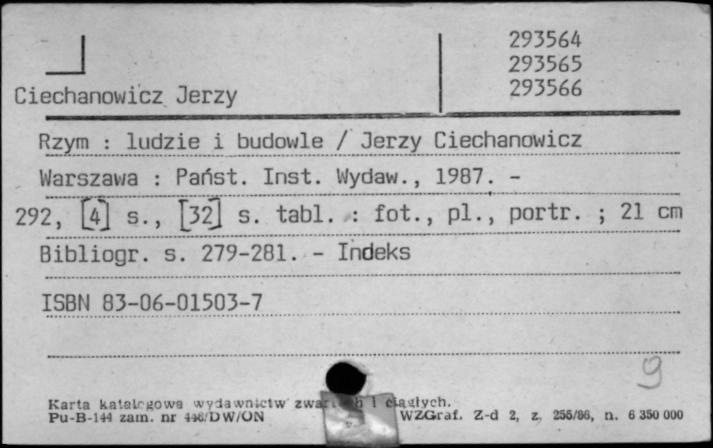 293564
293565
293566
Ciechanowicz Jerzy
Rzym : ludzie i budowle / Jerzy Ciechanowicz
Warszawa : Państ. Inst. Wydaw., 1987. -
292, [4] s., [32] s. tabl. : fot., pl., portr. ; 21 cm
Bibliogr. s. 279-281. - Indeks
ISBN 83-06-01503-7
9
Karta katalogowa wydawnictw i ciągłych.
Pu-B-144 zam. nr 448/DW/ON WZGraf. Z-d 2, z. 255/86, n. 6 350 000